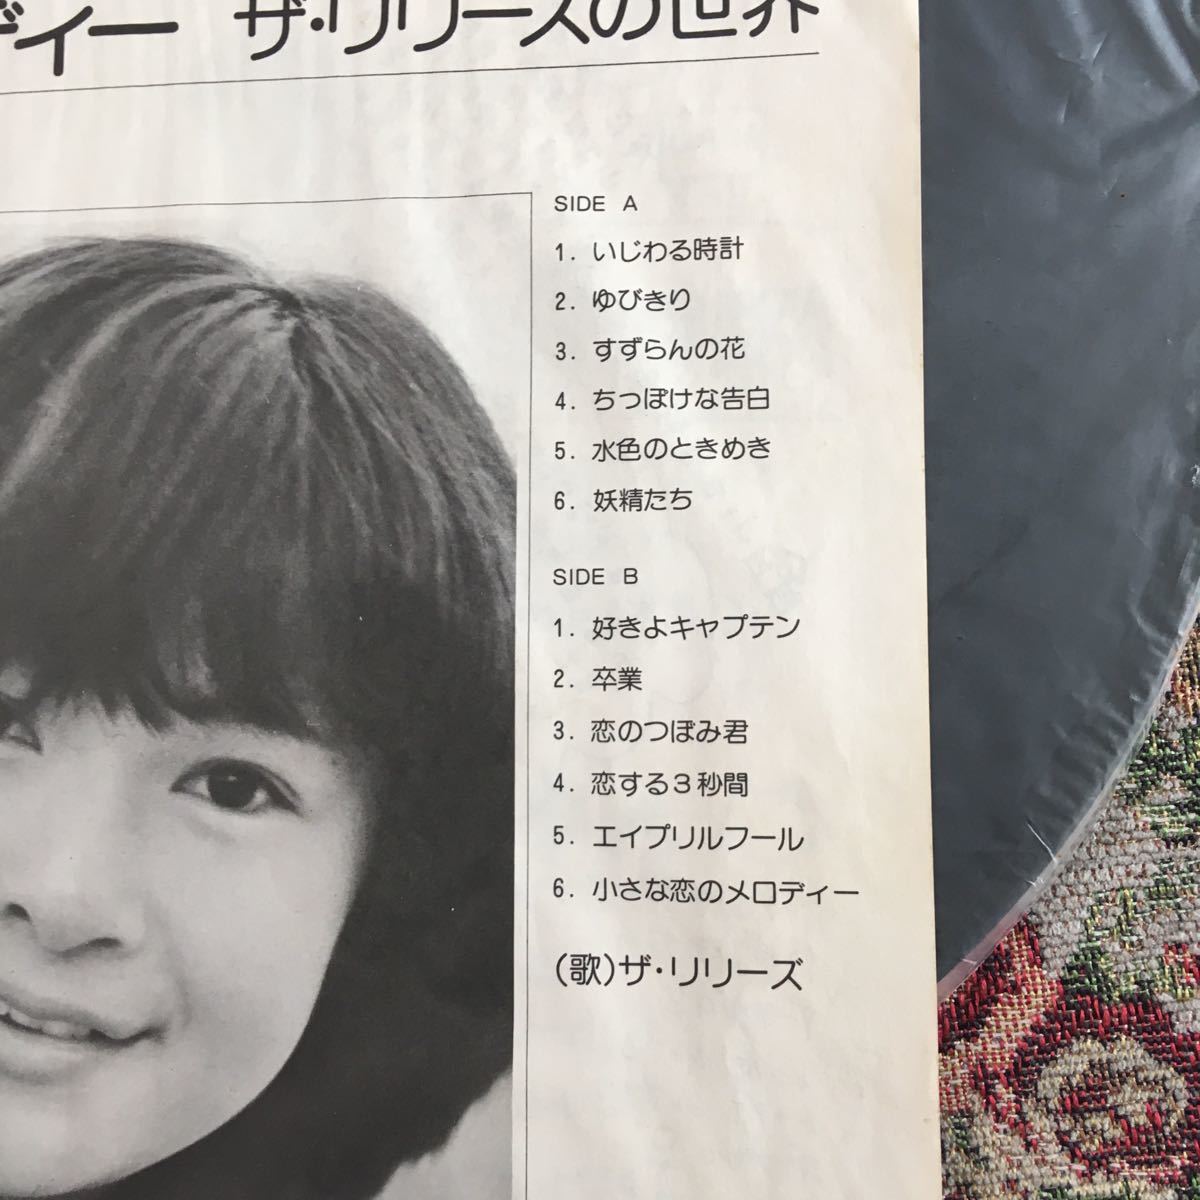 ディー ザ・リリーズの世界
SIDE A
1. いじわる時計
2. ゆびきり
3. すずらんの花
4. ちっぽけな告白
5. 水色のときめき
6. 妖精たち
SIDE B
1. 好きよキャプテン
2. 卒業
3. 恋のつぼみ君
4. 恋する3秒間
5. エイプリルフール
6. 小さな恋のメロディー
(歌)ザ・リリーズ